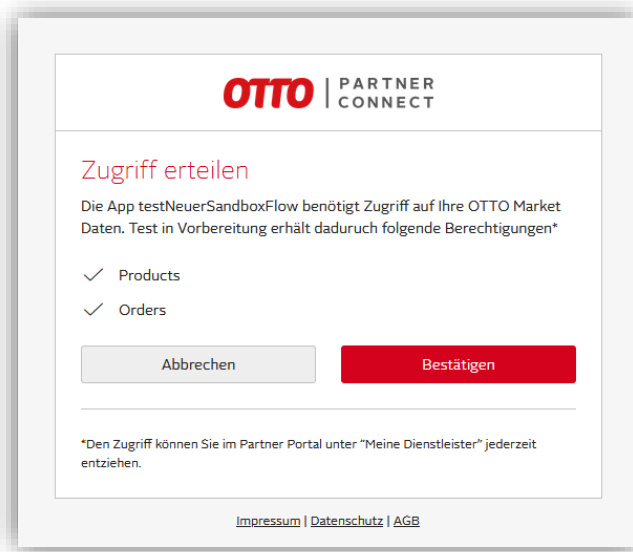 OTTO | PARTNER
CONNECT
Zugriff erteilen
Die App testNeuerSandboxFlow benötigt Zugriff auf Ihre OTTO Market
Daten. Test in Vorbereitung erhält daduruch folgende Berechtigungen*
Products
Orders
Abbrechen Bestätigen
*Den Zugriff können Sie im Partner Portal unter “Meine Dienstleister” jederzeit
entziehen.
Impressum | Datenschutz | AGB